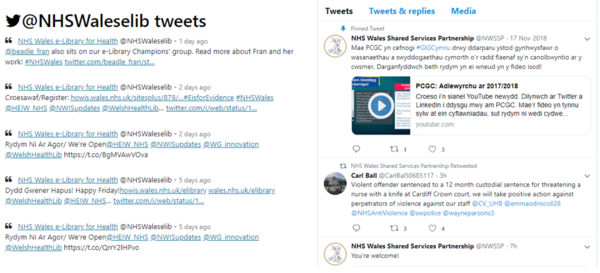 @NHSWaleselib tweets
NHS Wales e-Library for Health @NHSWaleselib • 1 day ago
@beadle_fran also sits on our e-Library Champions' group. Read more about Fran and her
work! #NHSWales twitter.com/beadle_fran/st...
NHS Wales e-Library for Health @NHSWaleselib • 2 days ago
Croesawaf/Register: howis.wales.nhs.uk/sitesplus/878/... #EisforEvidence #NHSWales
@HEIW_NHS @NWISUpdates @WelshHealthLib… twitter.com/i/web/status/1…
NHS Wales e-Library for Health @NHSWaleselib • 2 days ago
Rydym Ni Ar Agor/ We're Open@HEIW_NHS @NWISUpdates @WG_innovation
@WelshHealthLib https://t.co/BgMVAwVOva
NHS Wales e-Library for Health @NHSWaleselib • 5 days ago
Dydd Gwener Hapus! Happy Friday!howis.wales.nhs.uk/elibrary wales.nhs.uk/elibrary
@HEIW_NHS… twitter.com/i/web/status/1…
NHS Wales e-Library for Health @NHSWaleselib • 5 days ago
Rydym Ni Ar Agor/ We're Open@HEIW_NHS @NWISUpdates @WG_innovation
@WelshHealthLib https://t.co/QrrY2IHPvo
Tweets Tweets & replies Media
Pinned Tweet
NHS Wales Shared Services Partnership @NWSSP • 17 Nov 2018
Mae PCGC yn cefnogi #GIGCymru drwy ddarparu ystod gynhwysfawr o
wasanaethau a swyddogaethau cymorth o'r radd flaenaf sy'n canolbwyntio ar y
cwsmer. Darganfyddwch beth rydym yn ei wneud yn y fideo isod!
PCGC: Adlewyrchu ar 2017/2018
Croeso i'n sianel YouTube newydd. Dilynwch ar Twitter a
LinkedIn i ddysgu mwy am PCGC. Mae'r fideo yn tynnu
sylw at ein cyflawniadau, sut rydym ni wedi cydwe...
youtube.com
1 3
NHS Wales Shared Services Partnership Retweeted
Carl Ball @CarlBal50685117 • 3h
Violent offender sentenced to a 12 month custodial sentence for threatening a
nurse with a knife at Cardiff Crown court, we will take positive action against
perpetrators of violence against our staff @CV_UHB @emmadriscoll28
@NHSAntiViolence @swpolice @wayneparsons3
1 1
NHS Wales Shared Services Partnership @NWSSP • 7h
You're welcome!